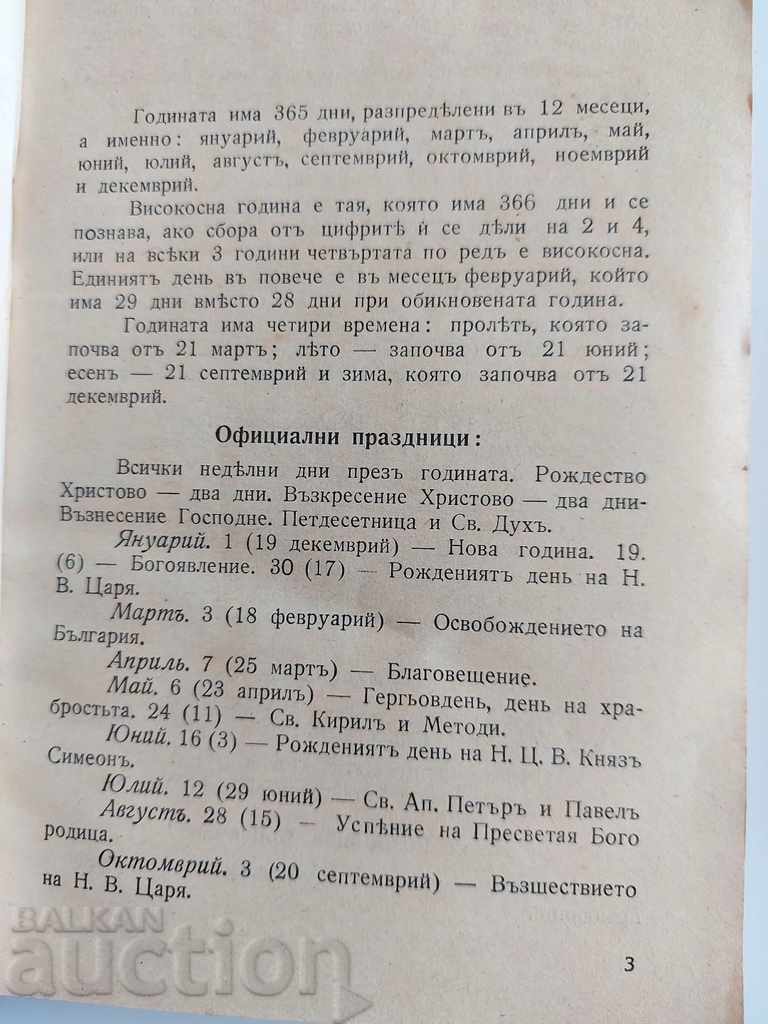 Годината има 365 дни, разпредѣлени въ 12 месеци,
а именно: януарий, февруарий, мартъ, априлъ, май,
юний, юлий, августъ, септемврий, октомврий, ноемврий
и декемврий.
Високосна година е тая, която има 366 дни и се
познава, ако сбора отъ цифритѣ ѝ се дѣли на 2 и 4,
или на всѣки 3 години четвъртата по редъ е високосна.
Единиятъ день въ повече е въ месецъ февруарий, който
има 29 дни вмѣсто 28 дни при обикновената година.
Годината има четири времена: пролѣть, която за-
почва отъ 21 мартъ; лѣто — започва отъ 21 юний;
есень — 21 септемврий и зима, която започва отъ 21
декемврий.
Официални праздници:
Всички недѣлни дни презъ годината. Рождество
Христово — два дни. Възкресение Христово — два дни-
Възнесение Господне. Петдесетница и Св. Духъ.
Януарий. 1 (19 декемврий) — Нова година. 19.
(6) — Богоявление. 30 (17) — Рождениятъ день на Н.
В. Царя.
Мартъ. 3 (18 февруарий) — Освобождението на
България.
Априлъ. 7 (25 мартъ) — Благовещение.
Май. 6 (23 априлъ) — Гергьовдень, день на хра-
бростьта. 24 (11) — Св. Кирилъ и Методи.
Юний. 16 (3) — Рождениятъ день на Н. Ц. В. Князъ
Симеонъ.
Юлий. 12 (29 юний) — Св. Ап. Петъръ и Павелъ
Августъ. 28 (15) — Успѣние на Пресветая Бого
родица.
Октомврий. 3 (20 септемврий) — Възшествието
на Н. В. Царя.
3
BALKAN
auction